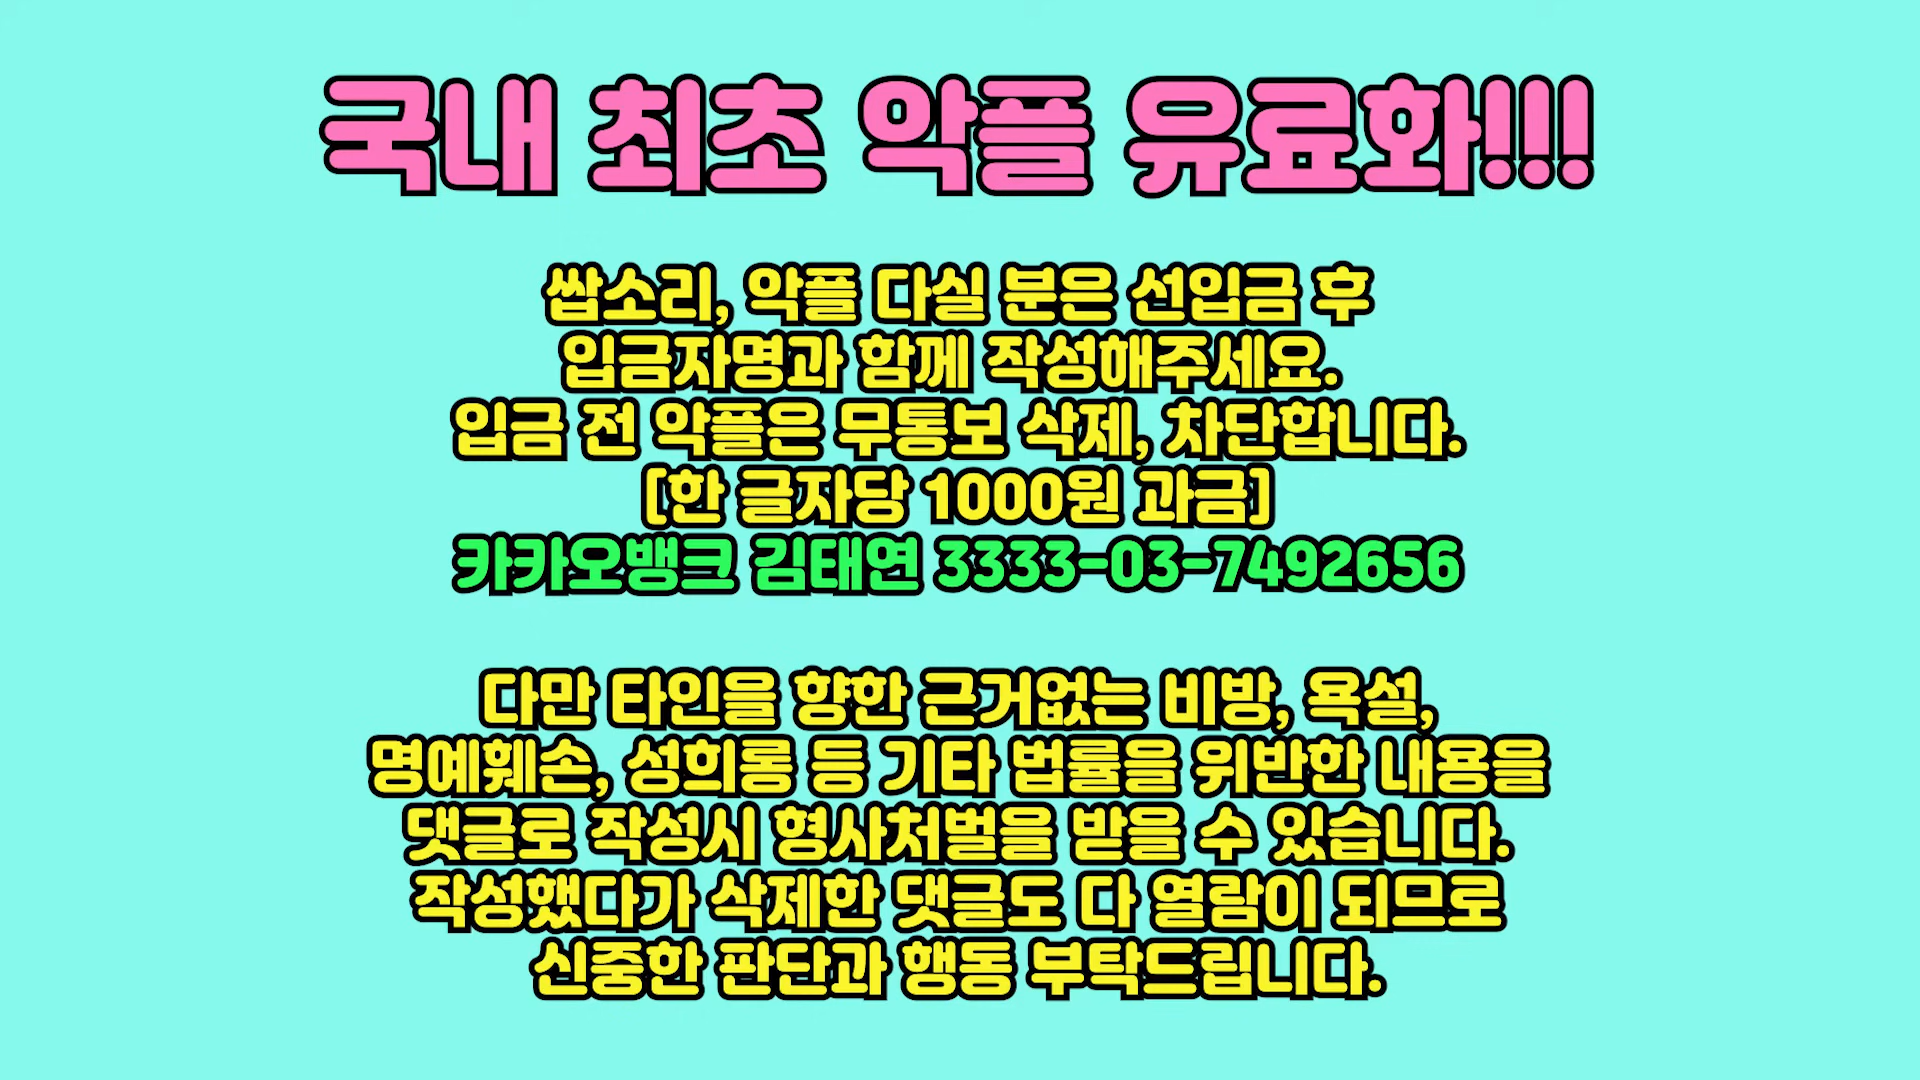 국내 최초 악플 유료화!!!
쌉소리, 악플 다실 분은 선입금 후
입금자명과 함께 작성해주세요.
입금 전 악플은 무통보 삭제, 차단합니다.
[한 글자당 1000원 과금]
카카오뱅크 김태연 3333-03-7492656
다만 타인을 향한 근거없는 비방, 욕설,
명예훼손, 성희롱 등 기타 법률을 위반한 내용을
댓글로 작성시 형사처벌을 받을 수 있습니다.
작성했다가 삭제한 댓글도 다 열람이 되므로
신중한 판단과 행동 부탁드립니다.